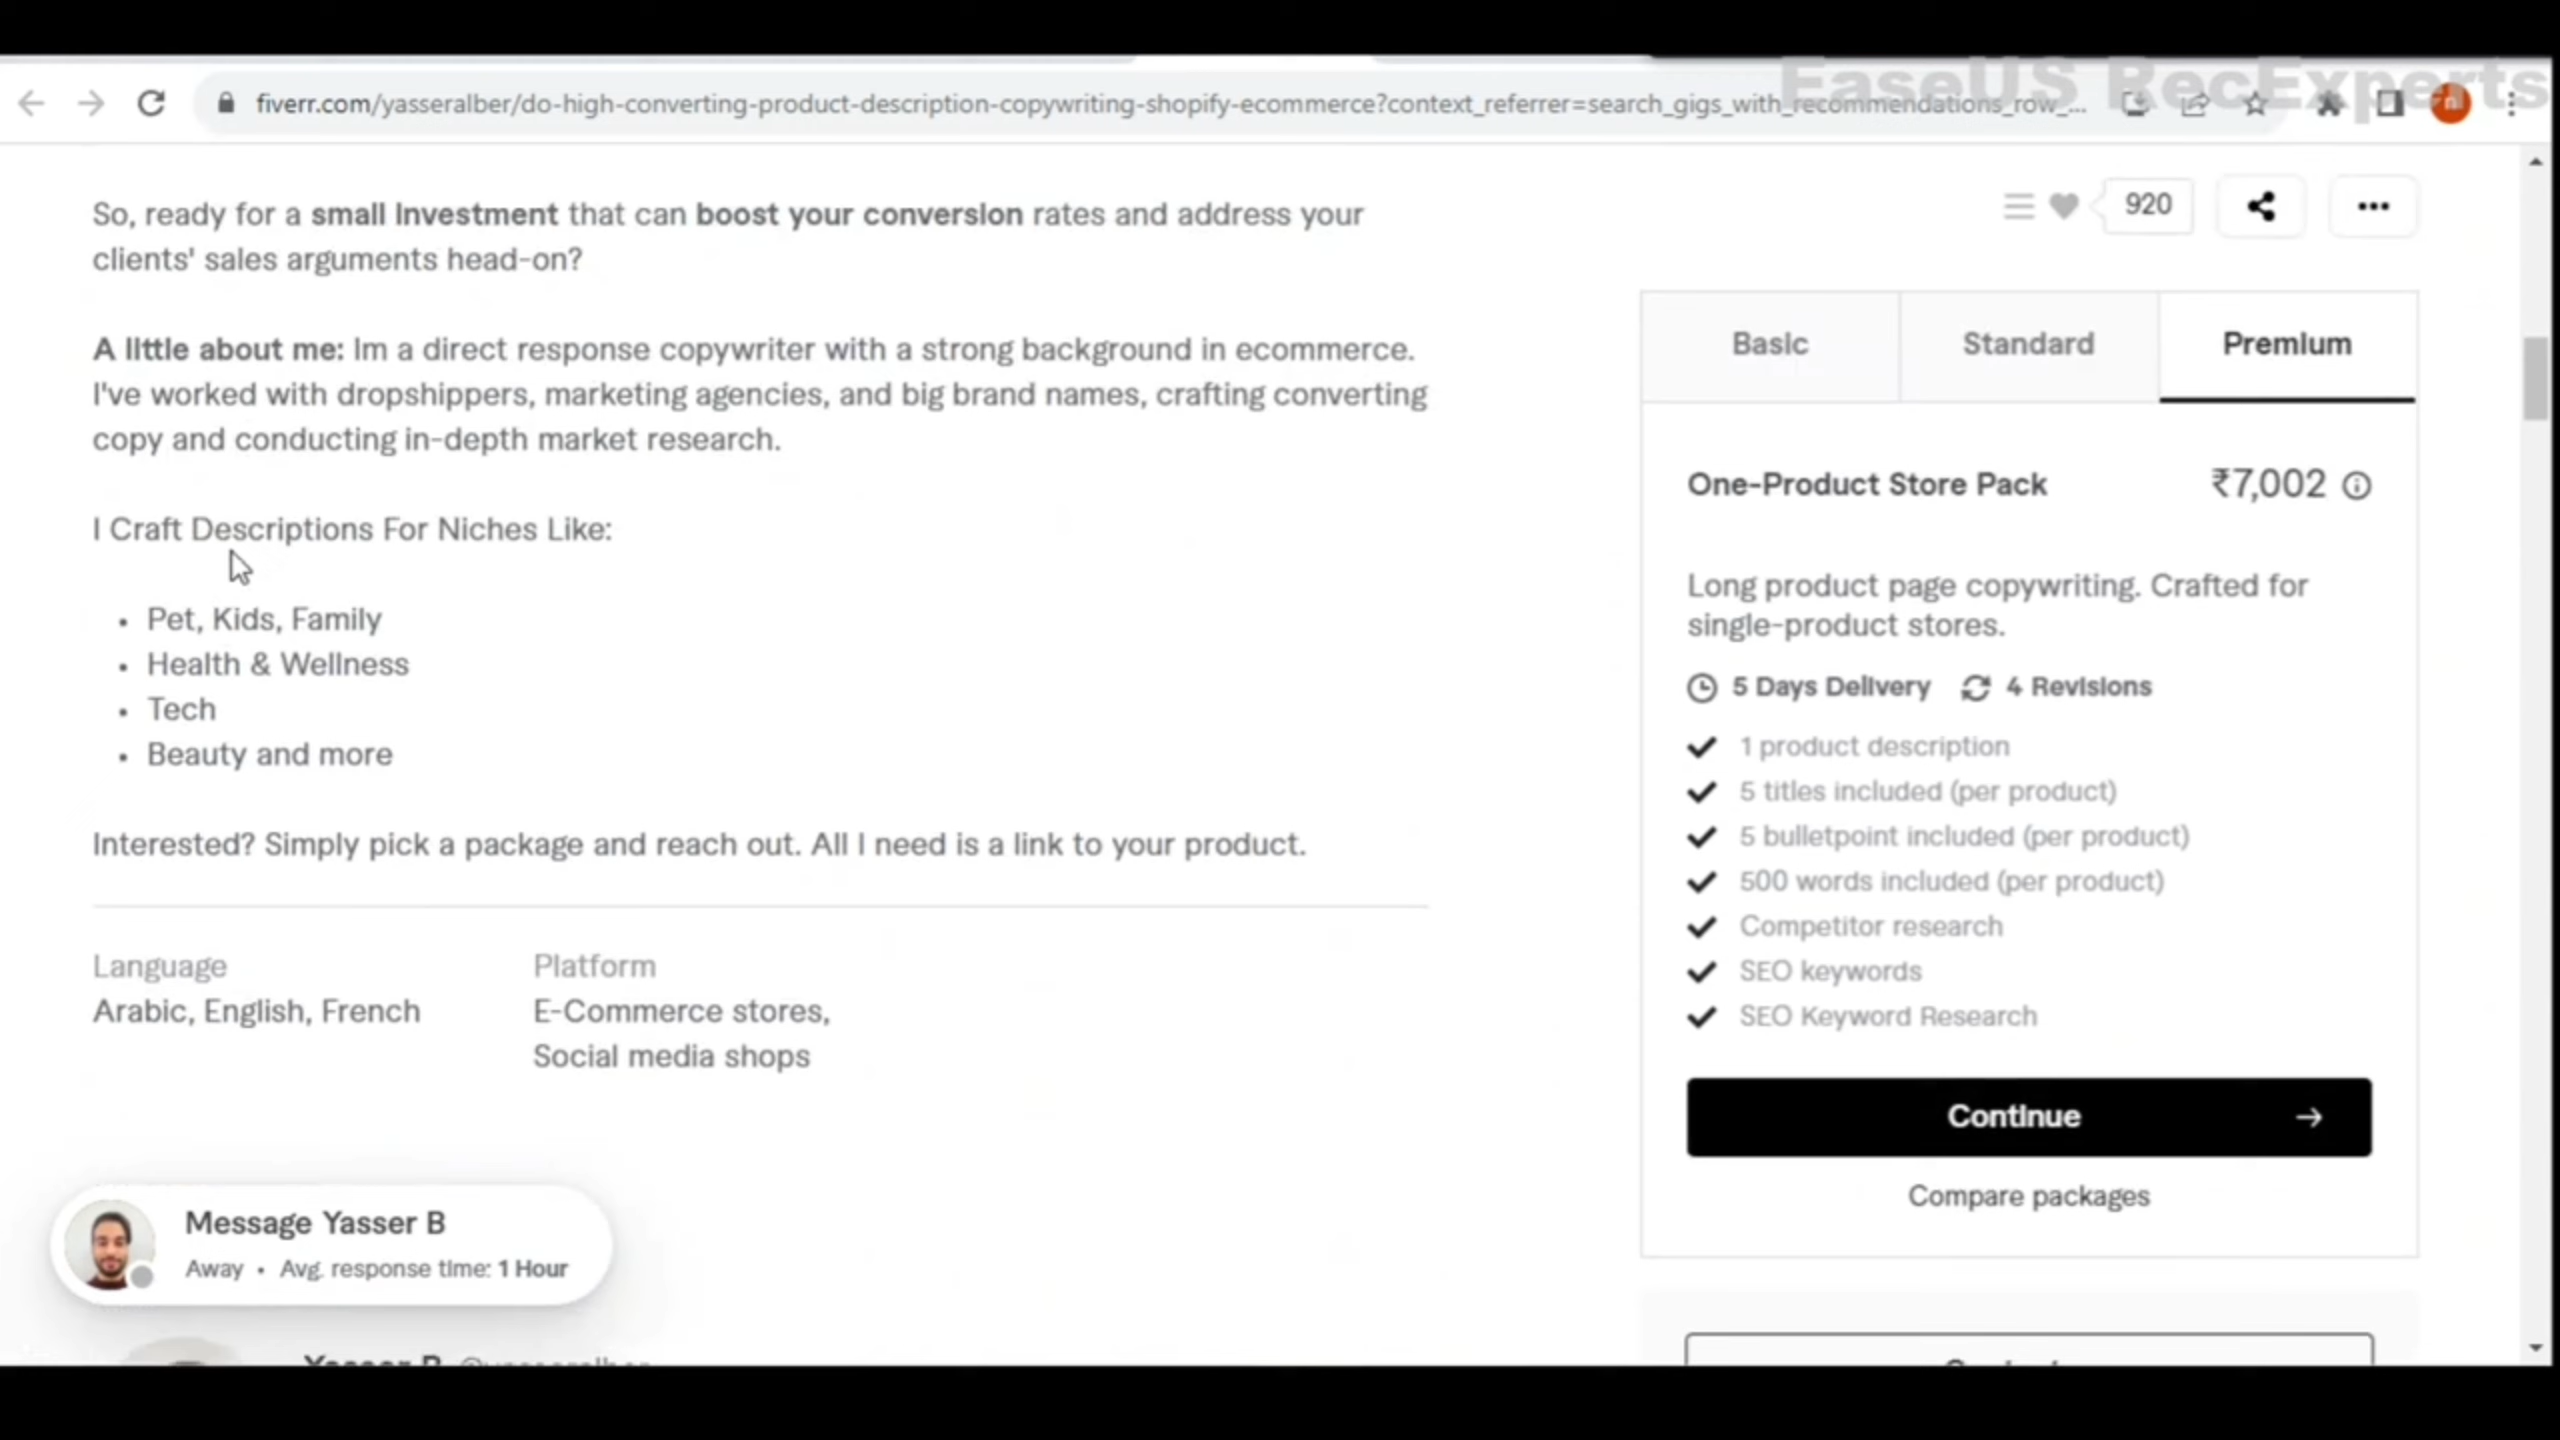 EaseUS RecExperts
fiverr.com/yasseralber/do-high-converting-product-description-copywriting-shopify-ecommerce?context_referrer=search_gigs_with_recommendations_row_...
So, ready for a small investment that can boost your conversion rates and address your
clients' sales arguments head-on?
A little about me: Im a direct response copywriter with a strong background in ecommerce.
I've worked with dropshippers, marketing agencies, and big brand names, crafting converting
copy and conducting in-depth market research.
I Craft Descriptions For Niches Like:
• Pet, Kids, Family
• Health & Wellness
• Tech
• Beauty and more
Interested? Simply pick a package and reach out. All I need is a link to your product.
Language
Arabic, English, French
Platform
E-Commerce stores,
Social media shops
Message Yasser B
Away • Avg. response time: 1 Hour
Yasser B @yasseralber
920
Basic
Standard
Premium
One-Product Store Pack ₹7,002
Long product page copywriting. Crafted for
single-product stores.
5 Days Delivery 4 Revisions
1 product description
5 titles included (per product)
5 bulletpoint included (per product)
500 words included (per product)
Competitor research
SEO keywords
SEO Keyword Research
Continue
Compare packages